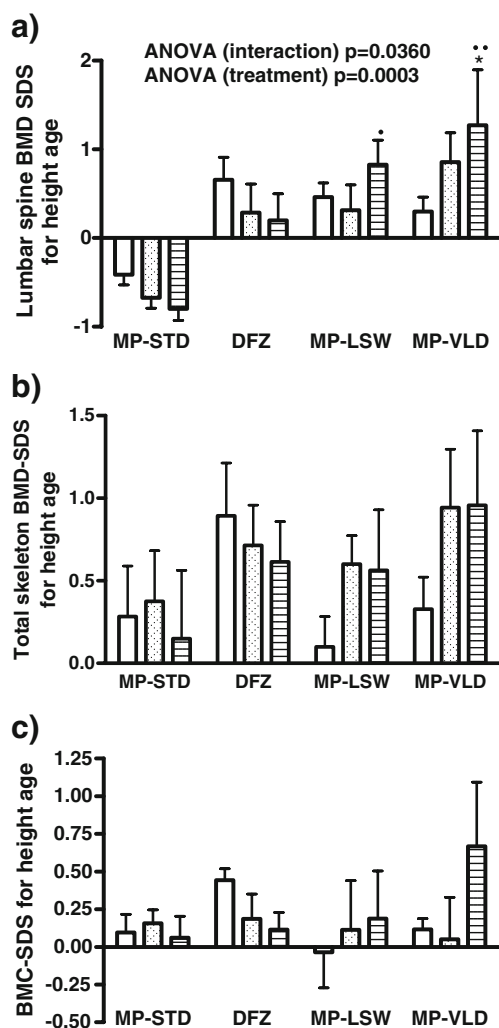 a)
ANOVA (interaction) p=0.0360
ANOVA (treatment) p=0.0003
Lumbar spine BMD SDS
for height age
2
1
0
-1
*
MP-STD DFZ MP-LSW MP-VLD
b)
Total skeleton BMD-SDS
for height age
1.5
1.0
0.5
0.0
MP-STD DFZ MP-LSW MP-VLD
c)
BMC-SDS for height age
1.25
1.00
0.75
0.50
0.25
0.00
-0.25
-0.50
MP-STD DFZ MP-LSW MP-VLD